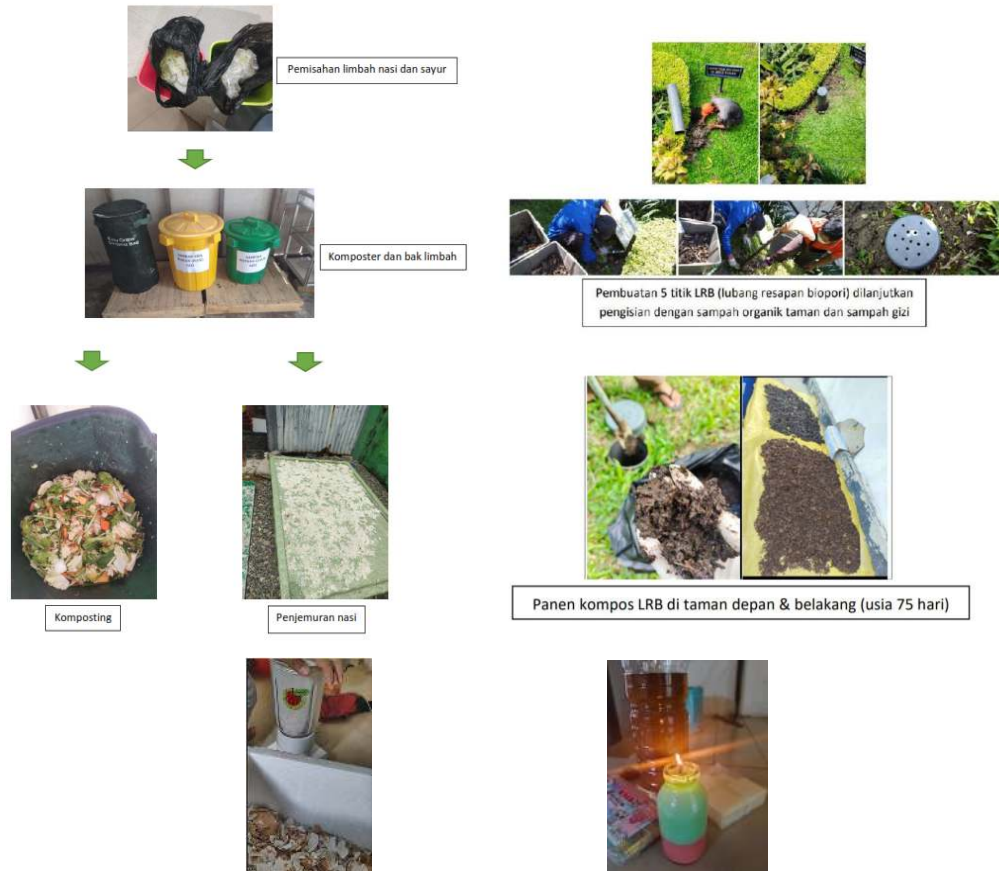 Pemisahan limbah nasi dan sayur
Komposter dan bak limbah
Komposting
Penjemuran nasi
Pembuatan 5 titik LRB (lubang resapan biopori) dilanjutkan
pengisian dengan sampah organik taman dan sampah gizi
Panen kompos LRB di taman depan & belakang (usia 75 hari)